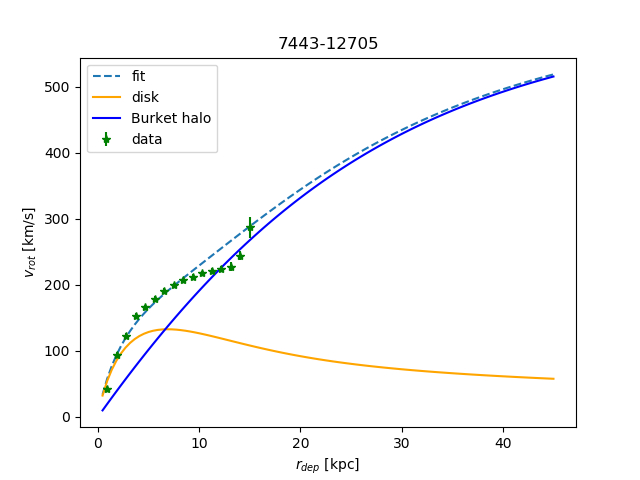 7443-12705
fit
disk
Burket halo
data
500
400
300
200
100
0
v_rot [km/s]
0 10 20 30 40
r_dep [kpc]